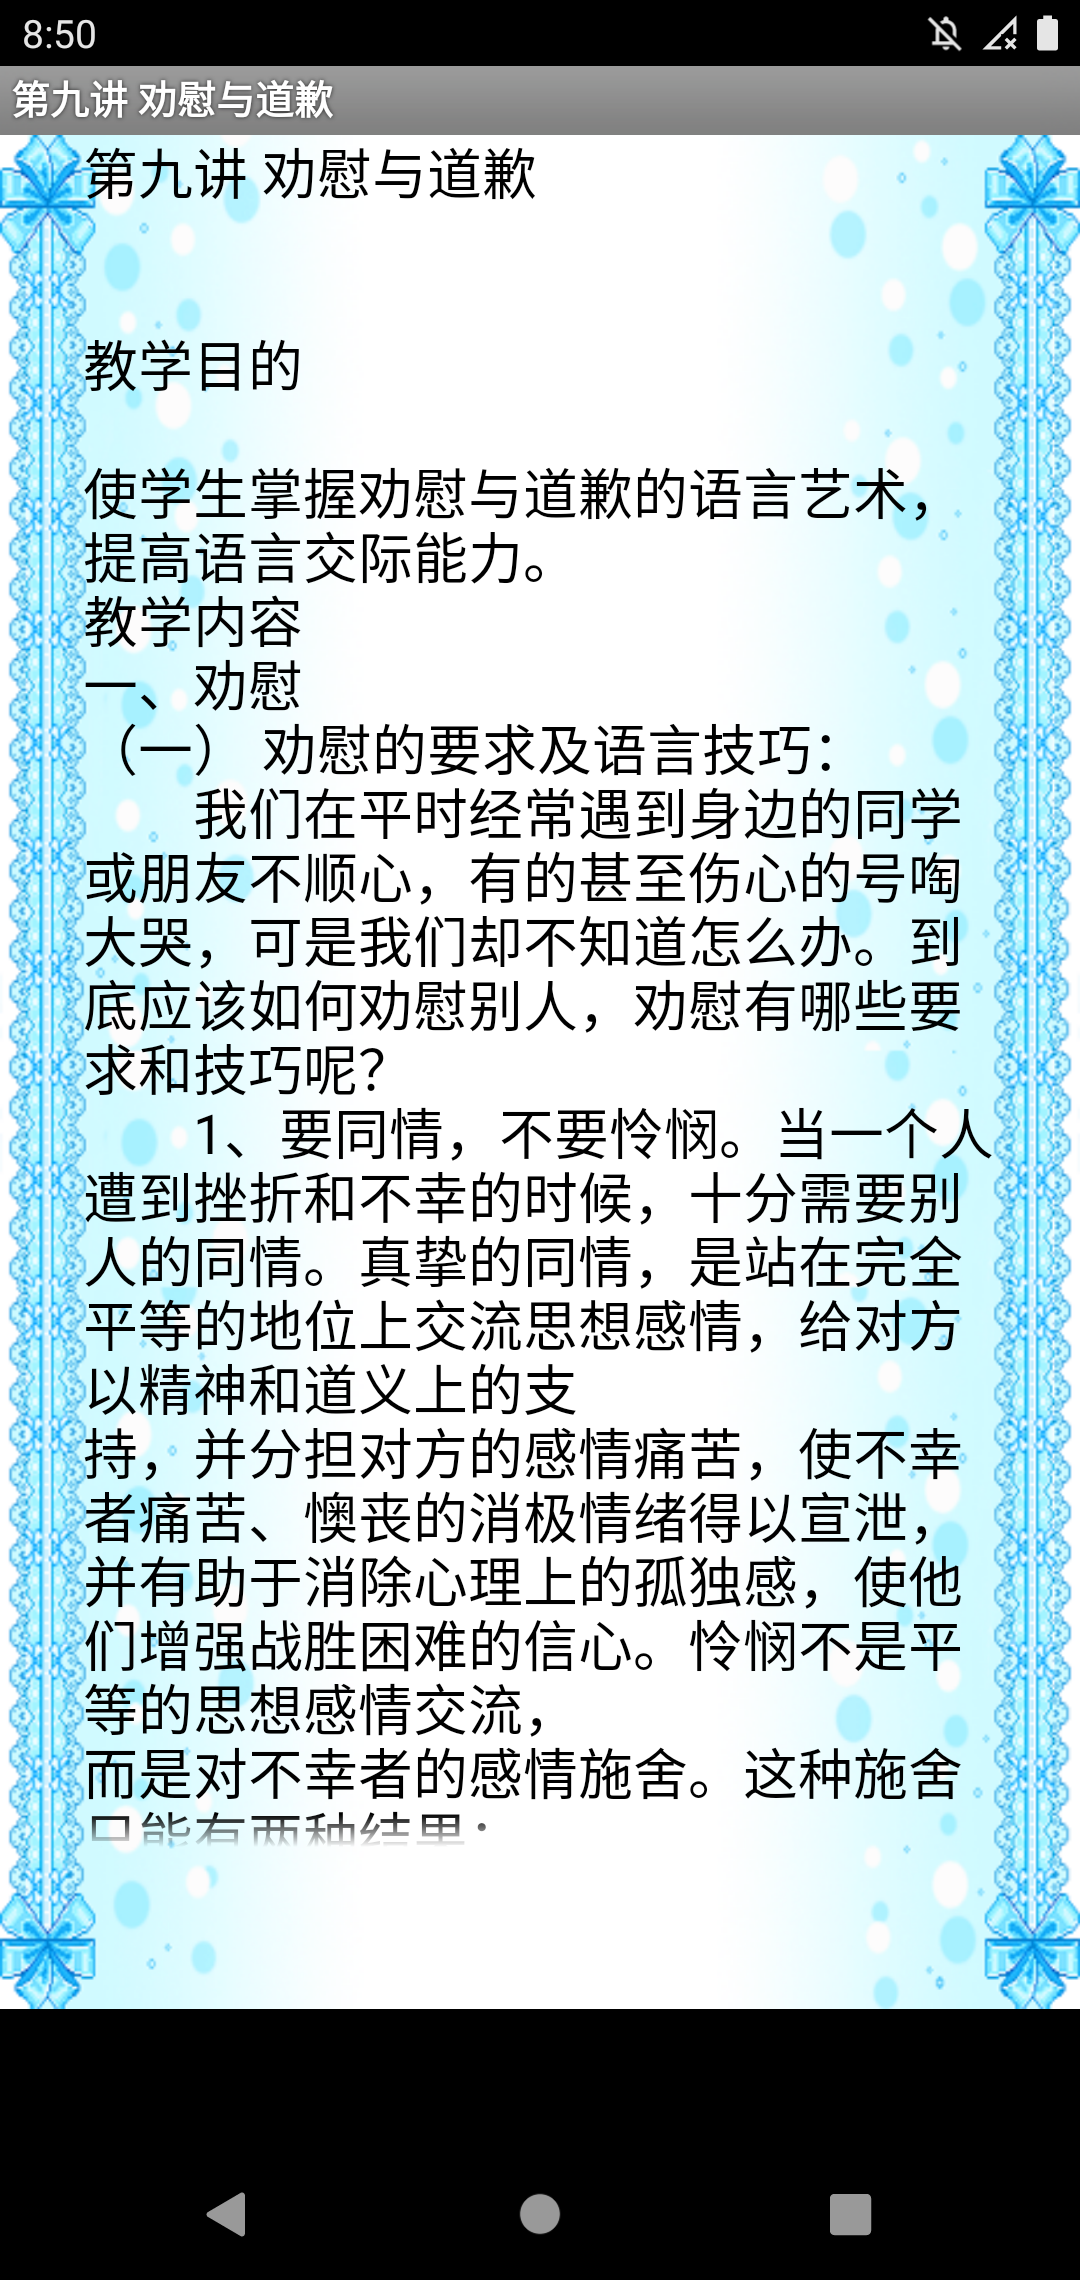 8:50
第九讲 劝慰与道歉
第九讲 劝慰与道歉
教学目的
使学生掌握劝慰与道歉的语言艺术，
提高语言交际能力。
教学内容
一、劝慰
（一） 劝慰的要求及语言技巧：
我们在平时经常遇到身边的同学
或朋友不顺心，有的甚至伤心的号啕
大哭，可是我们却不知道怎么办。到
底应该如何劝慰别人，劝慰有哪些要
求和技巧呢？
1、要同情，不要怜悯。当一个人
遭到挫折和不幸的时候，十分需要别
人的同情。真挚的同情，是站在完全
平等的地位上交流思想感情，给对方
以精神和道义上的支
持，并分担对方的感情痛苦，使不幸
者痛苦、懊丧的消极情绪得以宣泄，
并有助于消除心理上的孤独感，使他
们增强战胜困难的信心。怜悯不是平
等的思想感情交流，
而是对不幸者的感情施舍。这种施舍
只能有两种结果：